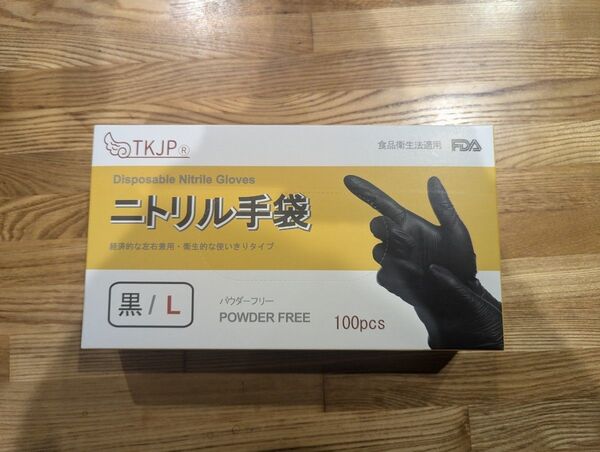 TKJP®
食品衛生法適用 FDA
Disposable Nitrile Gloves
ニトリル手袋
経済的な左右兼用・衛生的な使いきりタイプ
黒 / L
パウダーフリー
POWDER FREE
100pcs